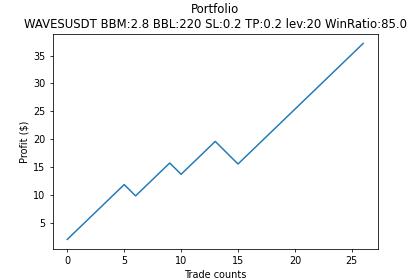 Portfolio
WAVESUSDT BBM:2.8 BBL:220 SL:0.2 TP:0.2 lev:20 WinRatio:85.0
Profit ($)
35
30
25
20
15
10
5
0 5 10 15 20 25
Trade counts